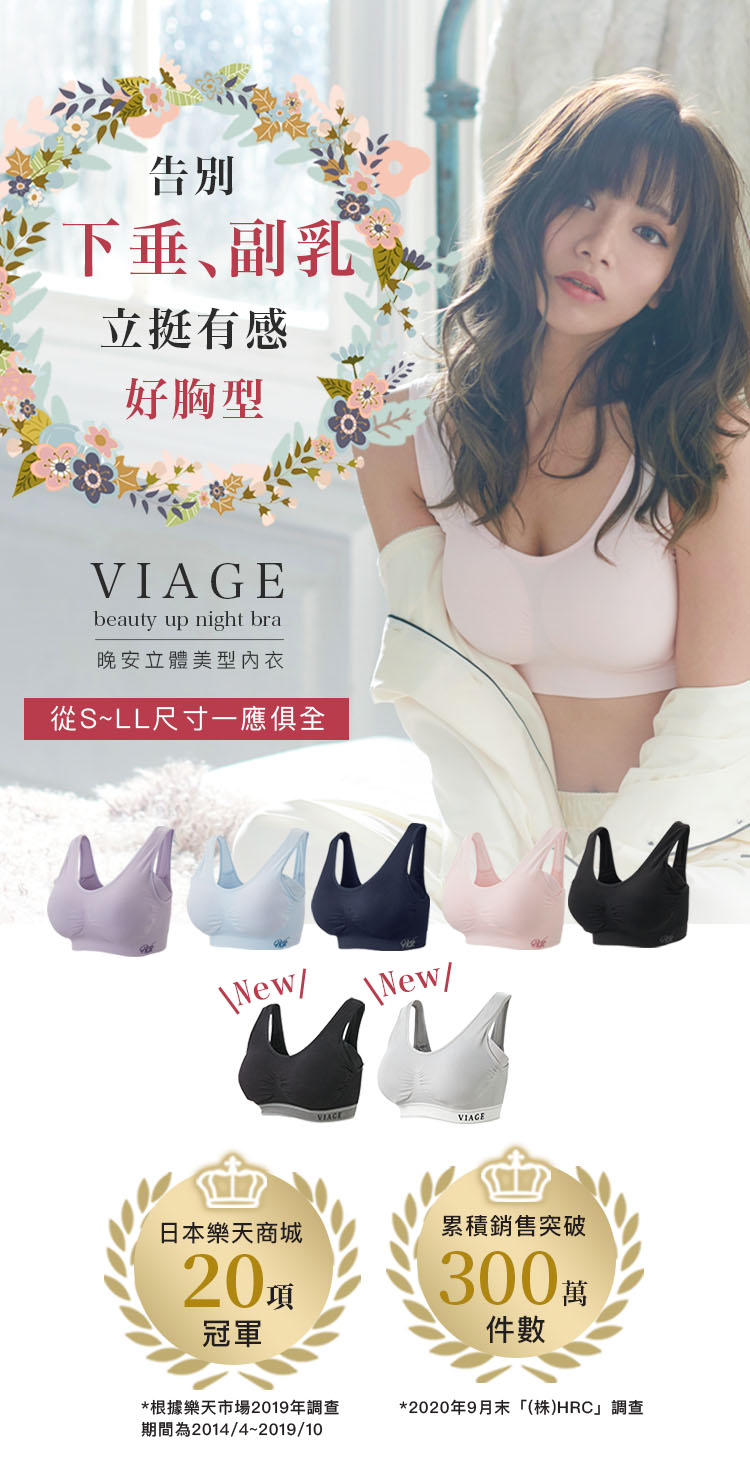 告別
下垂、副乳
立挺有感
好胸型
VIAGE
beauty up night bra
晚安立體美型內衣
從S~LL尺寸一應俱全
\New/
\New/
VIAGE
VIAGE
日本樂天商城
20項
冠軍
累積銷售突破
300萬
件數
*根據樂天市場2019年調查
期間為2014/4~2019/10
*2020年9月末「(株)HRC」調查